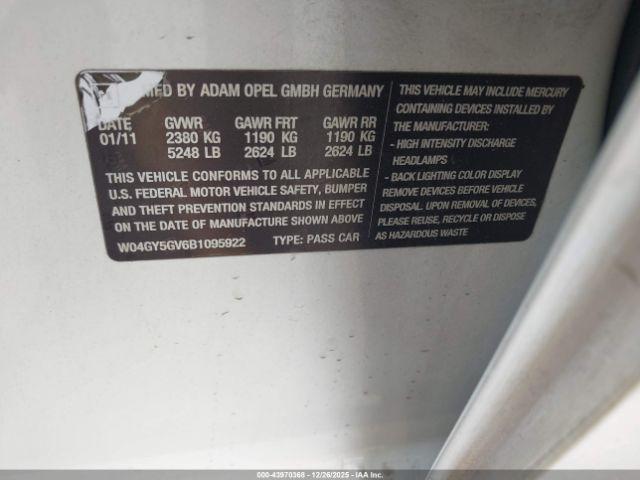 BY ADAM OPEL GMBH GERMANY
DATE GVWR GAWR FRT GAWR RR
01/11 2380 KG 1190 KG 1190 KG
5248 LB 2624 LB 2624 LB
THIS VEHICLE CONFORMS TO ALL APPLICABLE
U.S. FEDERAL MOTOR VEHICLE SAFETY, BUMPER
AND THEFT PREVENTION STANDARDS IN EFFECT
ON THE DATE OF MANUFACTURE SHOWN ABOVE
W04GY5GV6B1095922 TYPE: PASS CAR
THIS VEHICLE MAY INCLUDE MERCURY
CONTAINING DEVICES INSTALLED BY
THE MANUFACTURER:
- HIGH INTENSITY DISCHARGE
HEADLAMPS
- BACK LIGHTING COLOR DISPLAY
REMOVE DEVICES BEFORE VEHICLE
DISPOSAL. UPON REMOVAL OF DEVICES,
PLEASE REUSE, RECYCLE OR DISPOSE
AS HAZARDOUS WASTE
000-43970368 - 12/26/2025 - © IAA, Inc.